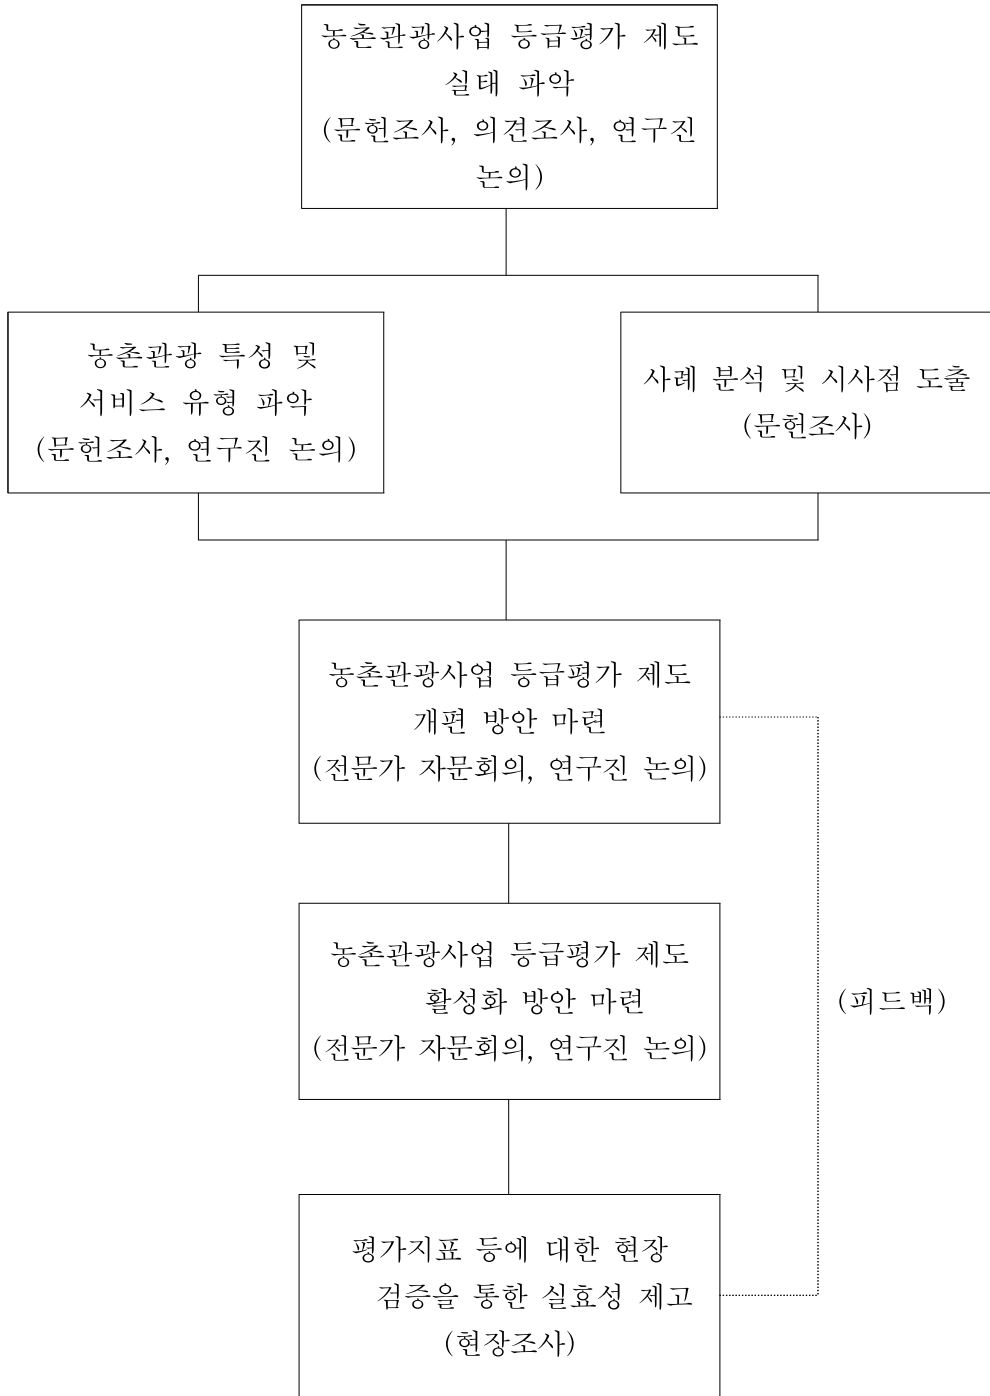 농촌관광사업 등급평가 제도
실태 파악
(문헌조사, 의견조사, 연구진
논의)
농촌관광 특성 및
서비스 유형 파악
(문헌조사, 연구진 논의)
사례 분석 및 시사점 도출
(문헌조사)
농촌관광사업 등급평가 제도
개편 방안 마련
(전문가 자문회의, 연구진 논의)
농촌관광사업 등급평가 제도
활성화 방안 마련
(전문가 자문회의, 연구진 논의)
(피드백)
평가지표 등에 대한 현장
검증을 통한 실효성 제고
(현장조사)